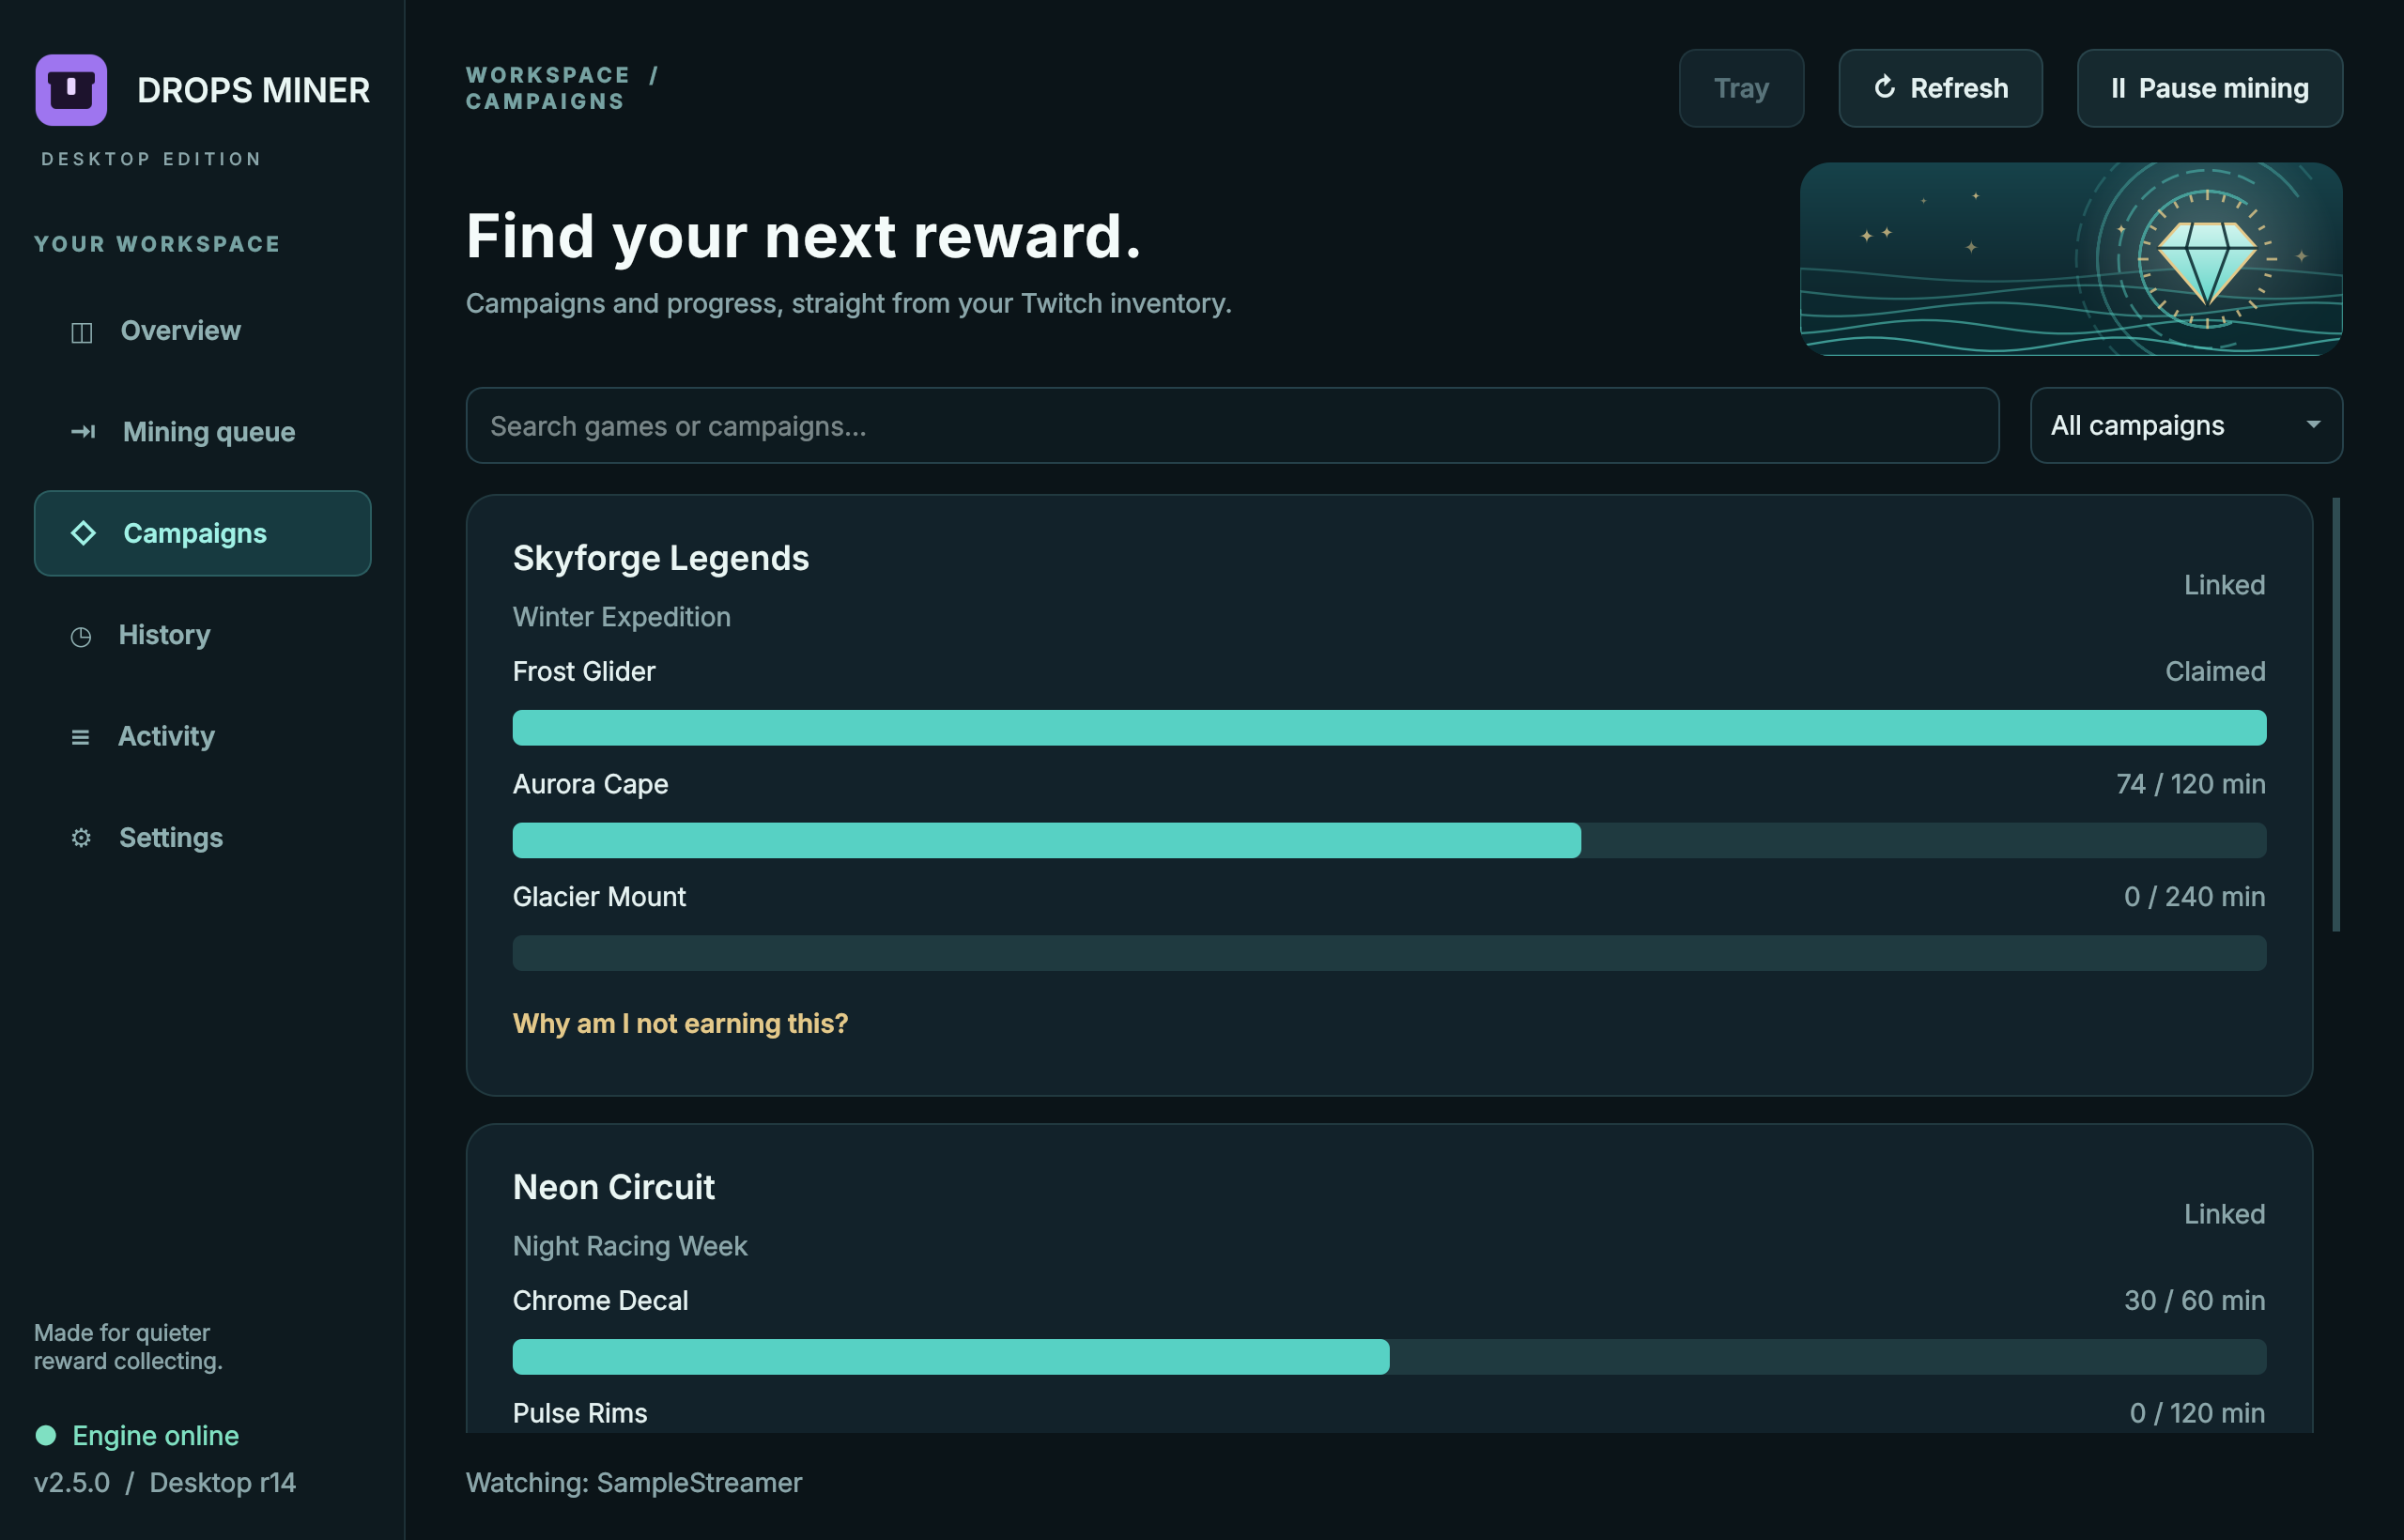 DROPS MINER
DESKTOP EDITION
YOUR WORKSPACE
Overview
Mining queue
Campaigns
History
Activity
Settings
Made for quieter
reward collecting.
Engine online
v2.5.0 / Desktop r14
WORKSPACE /
CAMPAIGNS
Tray
Refresh
Pause mining
Find your next reward.
Campaigns and progress, straight from your Twitch inventory.
Search games or campaigns...
All campaigns
Skyforge Legends
Linked
Winter Expedition
Frost Glider
Claimed
Aurora Cape
74 / 120 min
Glacier Mount
0 / 240 min
Why am I not earning this?
Neon Circuit
Linked
Night Racing Week
Chrome Decal
30 / 60 min
Pulse Rims
0 / 120 min
Watching: SampleStreamer